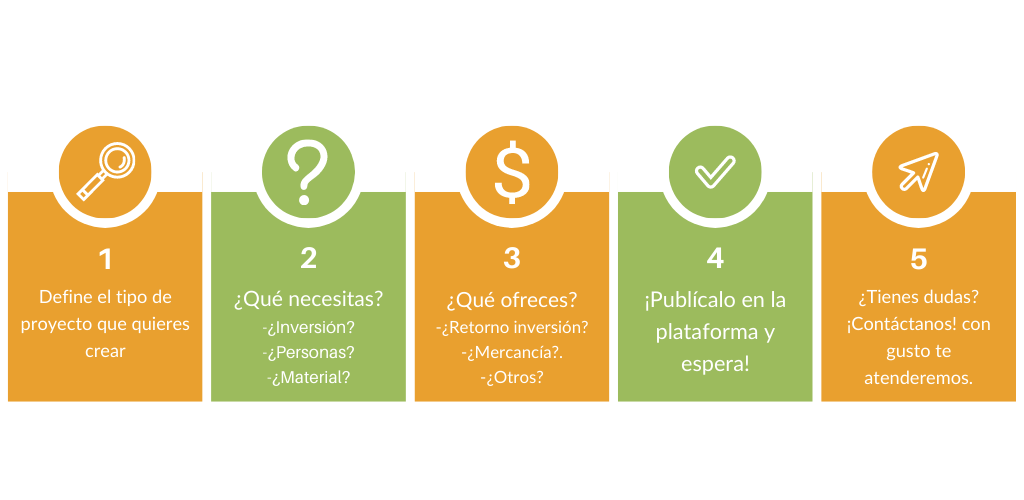 1
Define el tipo de
proyecto que quieres
crear
2
¿Qué necesitas?
-¿Inversión?
-¿Personas?
-¿Material?
$
3
¿Qué ofreces?
-¿Retorno inversión?
-¿Mercancía?.
-¿Otros?
4
¡Publícalo en la
plataforma y
espera!
5
¿Tienes dudas?
¡Contáctanos! con
gusto te
atenderemos.